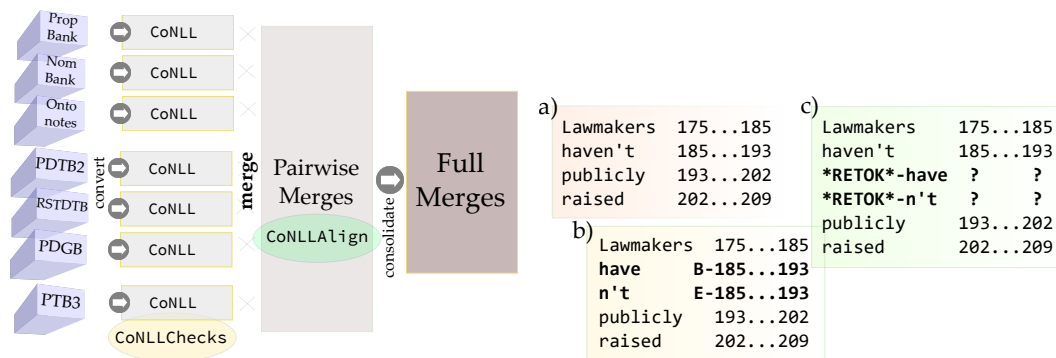 Prop
Bank
CoNLL
Nom
Bank
CoNLL
Onto
notes
CoNLL
PDTB2
CoNLL
RSTDTB
CoNLL
PDGB
CoNLL
PTB3
CoNLL
CoNLLChecks
convert
merge
Pairwise
Merges
CoNLLAlign
consolidate
Full
Merges
a)
Lawmakers 175...185
haven't 185...193
publicly 193...202
raised 202...209
b)
Lawmakers 175...185
have B-185...193
n't E-185...193
publicly 193...202
raised 202...209
c)
Lawmakers 175...185
haven't 185...193
*RETOK*-have ? ?
*RETOK*-n't ? ?
publicly 193...202
raised 202...209